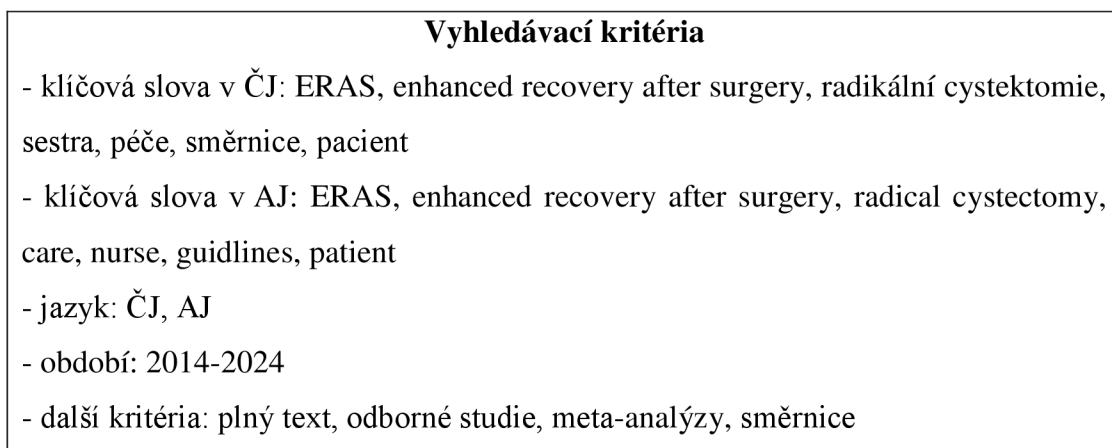 Vyhledávací kritéria
- klíčová slova v ČJ: ERAS, enhanced recovery after surgery, radikální cystektomie,
sestra, péče, směrnice, pacient
- klíčová slova v AJ: ERAS, enhanced recovery after surgery, radical cystectomy,
care, nurse, guidlines, patient
- jazyk: ČJ, AJ
- období: 2014-2024
- další kritéria: plný text, odborné studie, meta-analýzy, směrnice